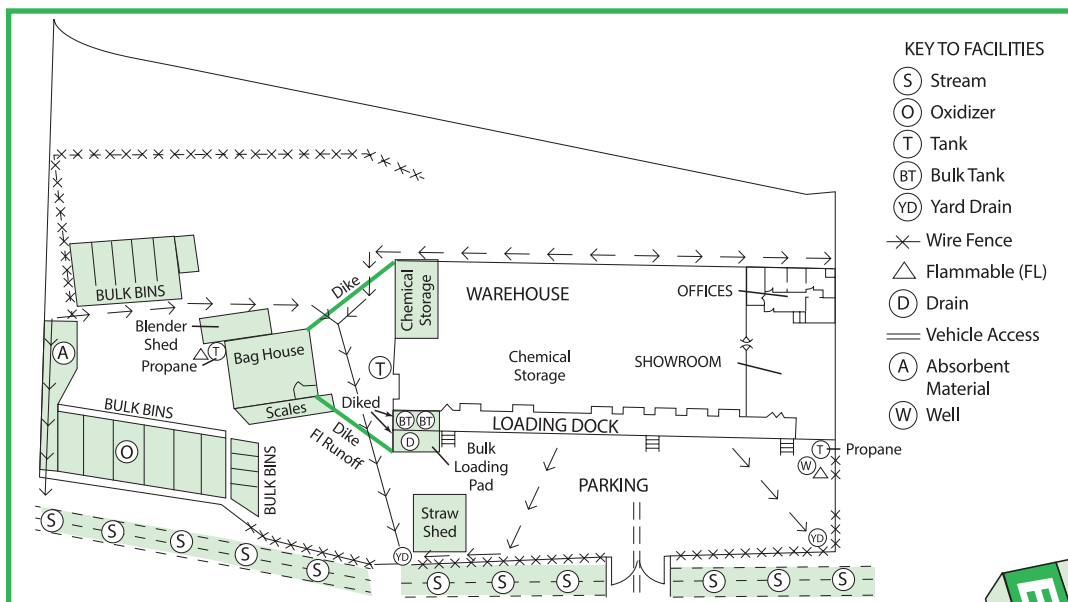 KEY TO FACILITIES
S Stream
O Oxidizer
T Tank
BT Bulk Tank
YD Yard Drain
Wire Fence
Flammable (FL)
D Drain
Vehicle Access
A Absorbent
Material
W Well
BULK BINS
Dike
Chemical
Storage
WAREHOUSE
OFFICES
Blender
Shed
Propane
T
Bag House
Scales
A
T
Chemical
Storage
SHOWROOM
BULK BINS
O
BULK BINS
Diked
BT BT
D
LOADING DOCK
Dike
Fl Runoff
Bulk
Loading
Pad
PARKING
T Propane
W
Straw
Shed
YD
YD
S
S
S
S
S
S
S
S
S
S
S